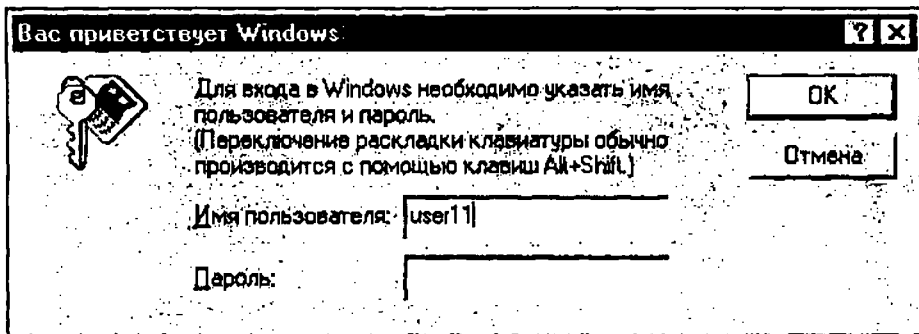 Вас приветствует Windows
Для входа в Windows необходимо указать имя
пользователя и пароль.
(Переключение раскладки клавиатуры обычно
производится с помощью клавиш Alt+Shift.)
OK
Отмена
Имя пользователя: user11
Пароль: